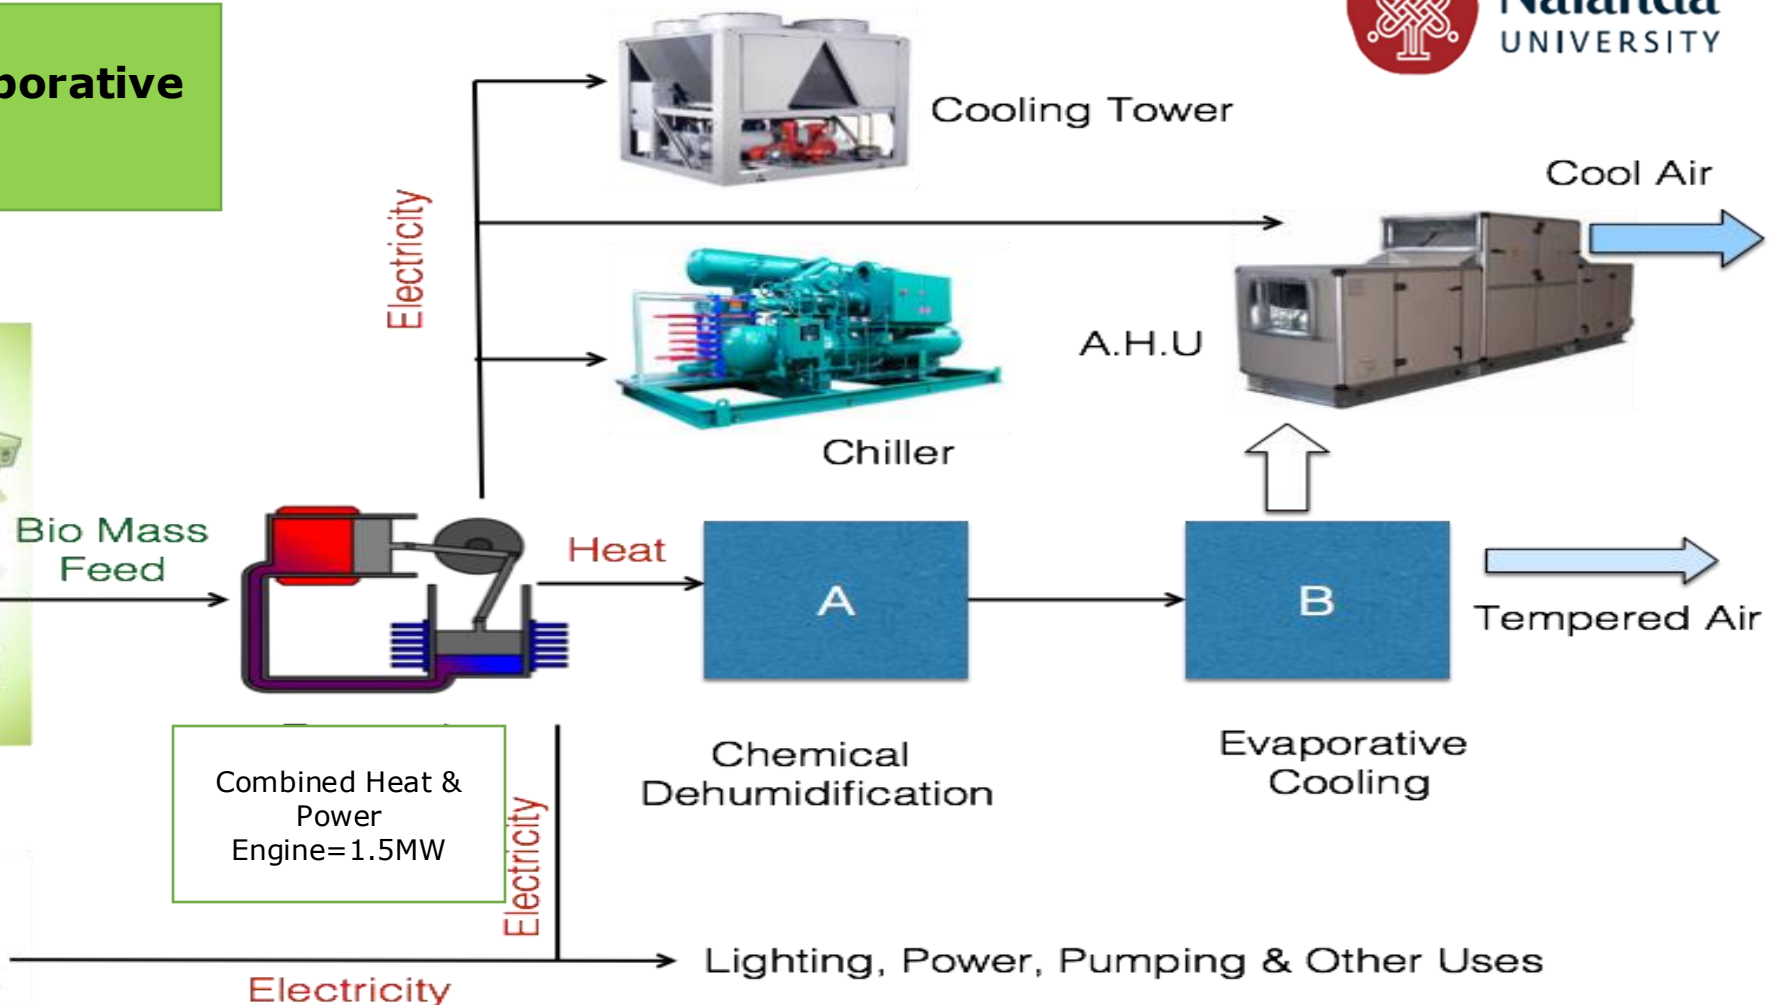 porative
Nalanda
UNIVERSITY
Cooling Tower
Cool Air
Electricity
A.H.U
Chiller
Bio Mass
Feed
Heat
A
B
Tempered Air
Combined Heat &
Power
Engine=1.5MW
Chemical
Dehumidification
Evaporative
Cooling
Electricity
Lighting, Power, Pumping & Other Uses
Electricity